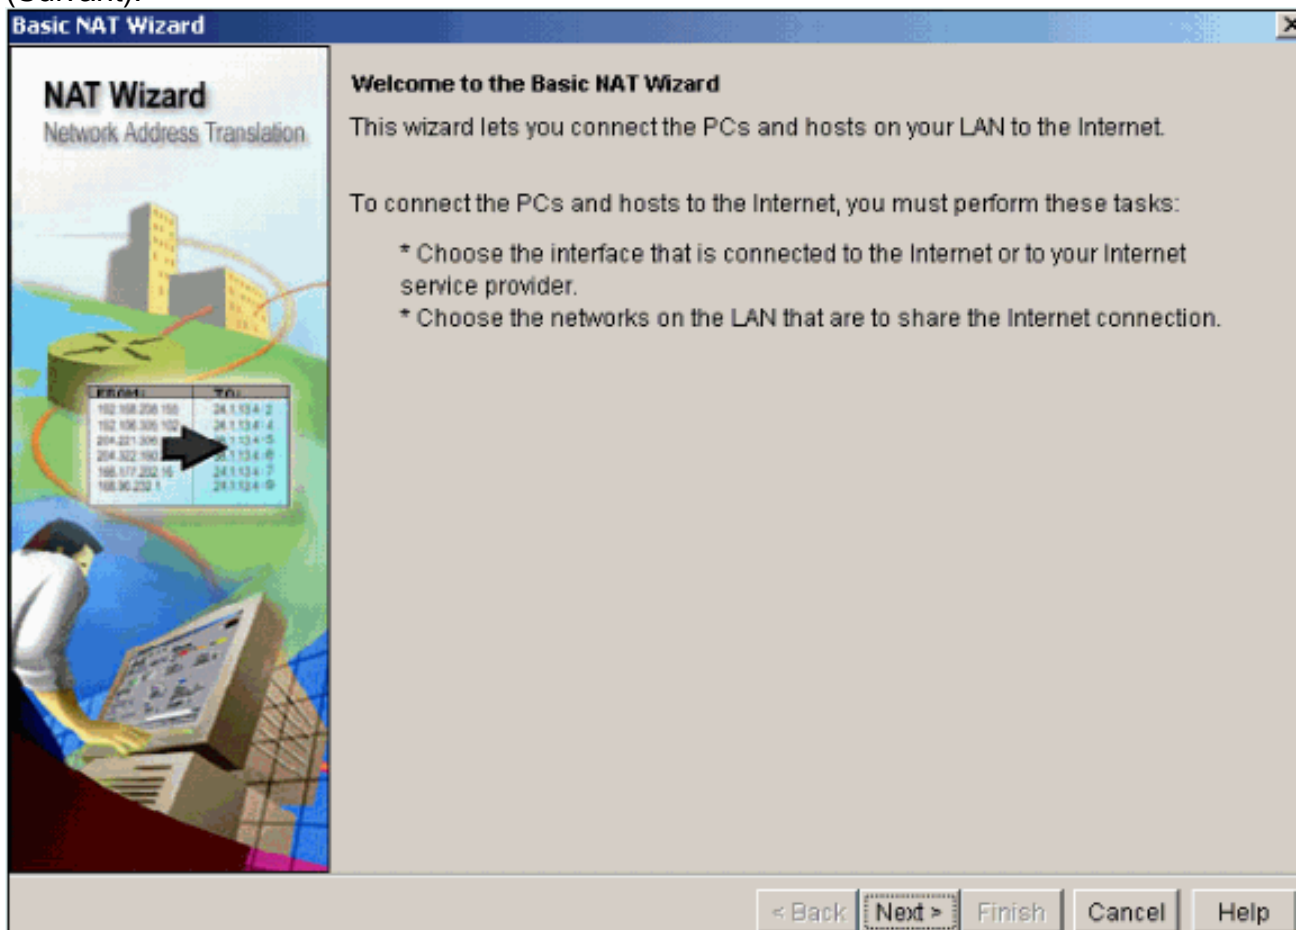 Basic NAT Wizard
NAT Wizard
Network Address Translation
Welcome to the Basic NAT Wizard
This wizard lets you connect the PCs and hosts on your LAN to the Internet.
To connect the PCs and hosts to the Internet, you must perform these tasks:
* Choose the interface that is connected to the Internet or to your Internet
service provider.
* Choose the networks on the LAN that are to share the Internet connection.
FROM: TO:
< Back Next > Finish Cancel Help